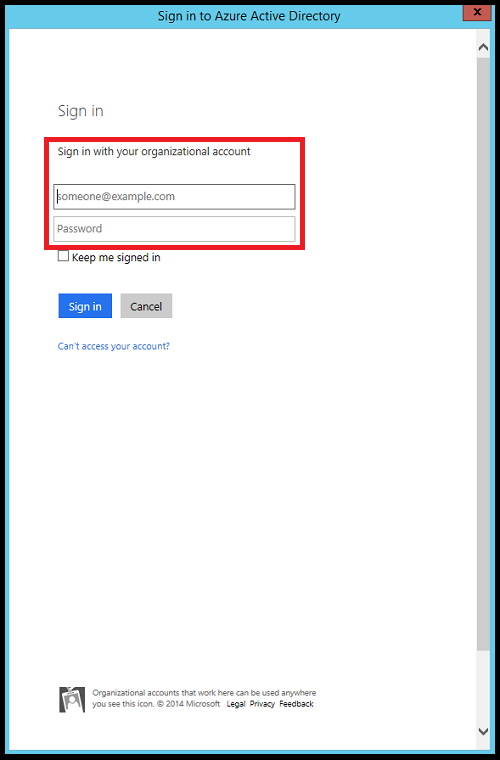 Sign in to Azure Active Directory
x
Sign in
Sign in with your organizational account
someone@example.com
Password
Keep me signed in
Sign in Cancel
Can't access your account?
Organizational accounts that work here can be used anywhere
you see this icon. © 2014 Microsoft Legal Privacy Feedback